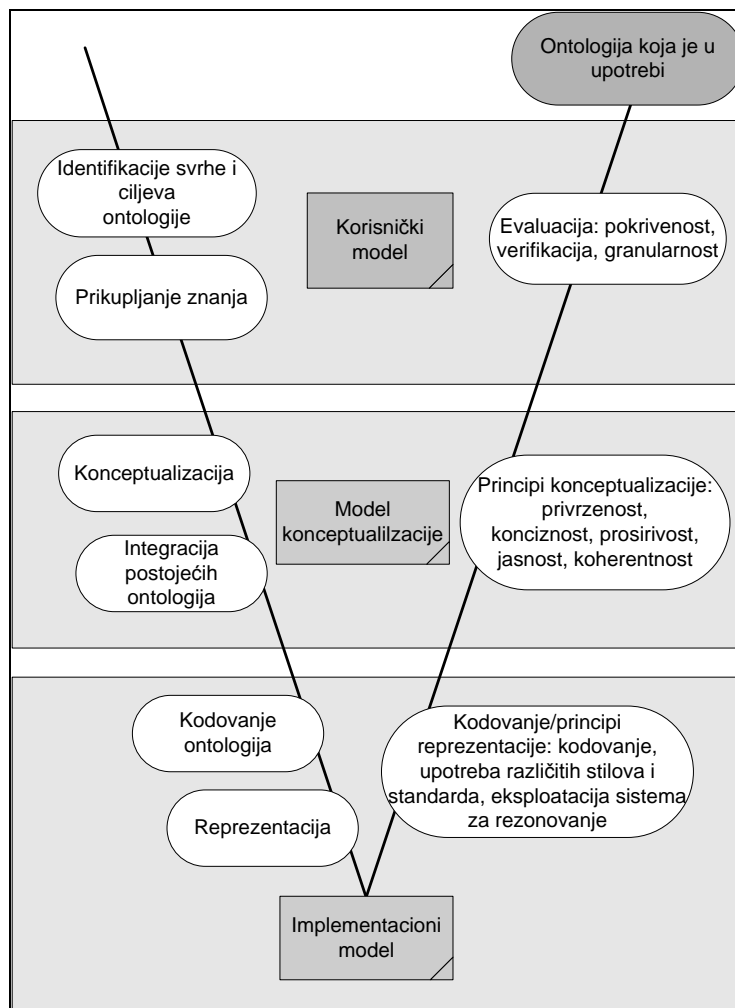 Ontologija koja je u
upotrebi
Identifikacije svrhe i
ciljeva
ontologije
Korisnički
model
Evaluacija: pokrivenost,
verifikacija, granularnost
Prikupljanje znanja
Konceptualizacija
Model
konceptualilzacije
Principi konceptualizacije:
privrzenost,
konciznost, prosirivost,
jasnost, koherentnost
Integracija
postojećih
ontologija
Kodovanje
ontologija
Kodovanje/principi
reprezentacije: kodovanje,
upotreba različitih stilova i
standarda, eksploatacija sistema
za rezonovanje
Reprezentacija
Implementacioni
model